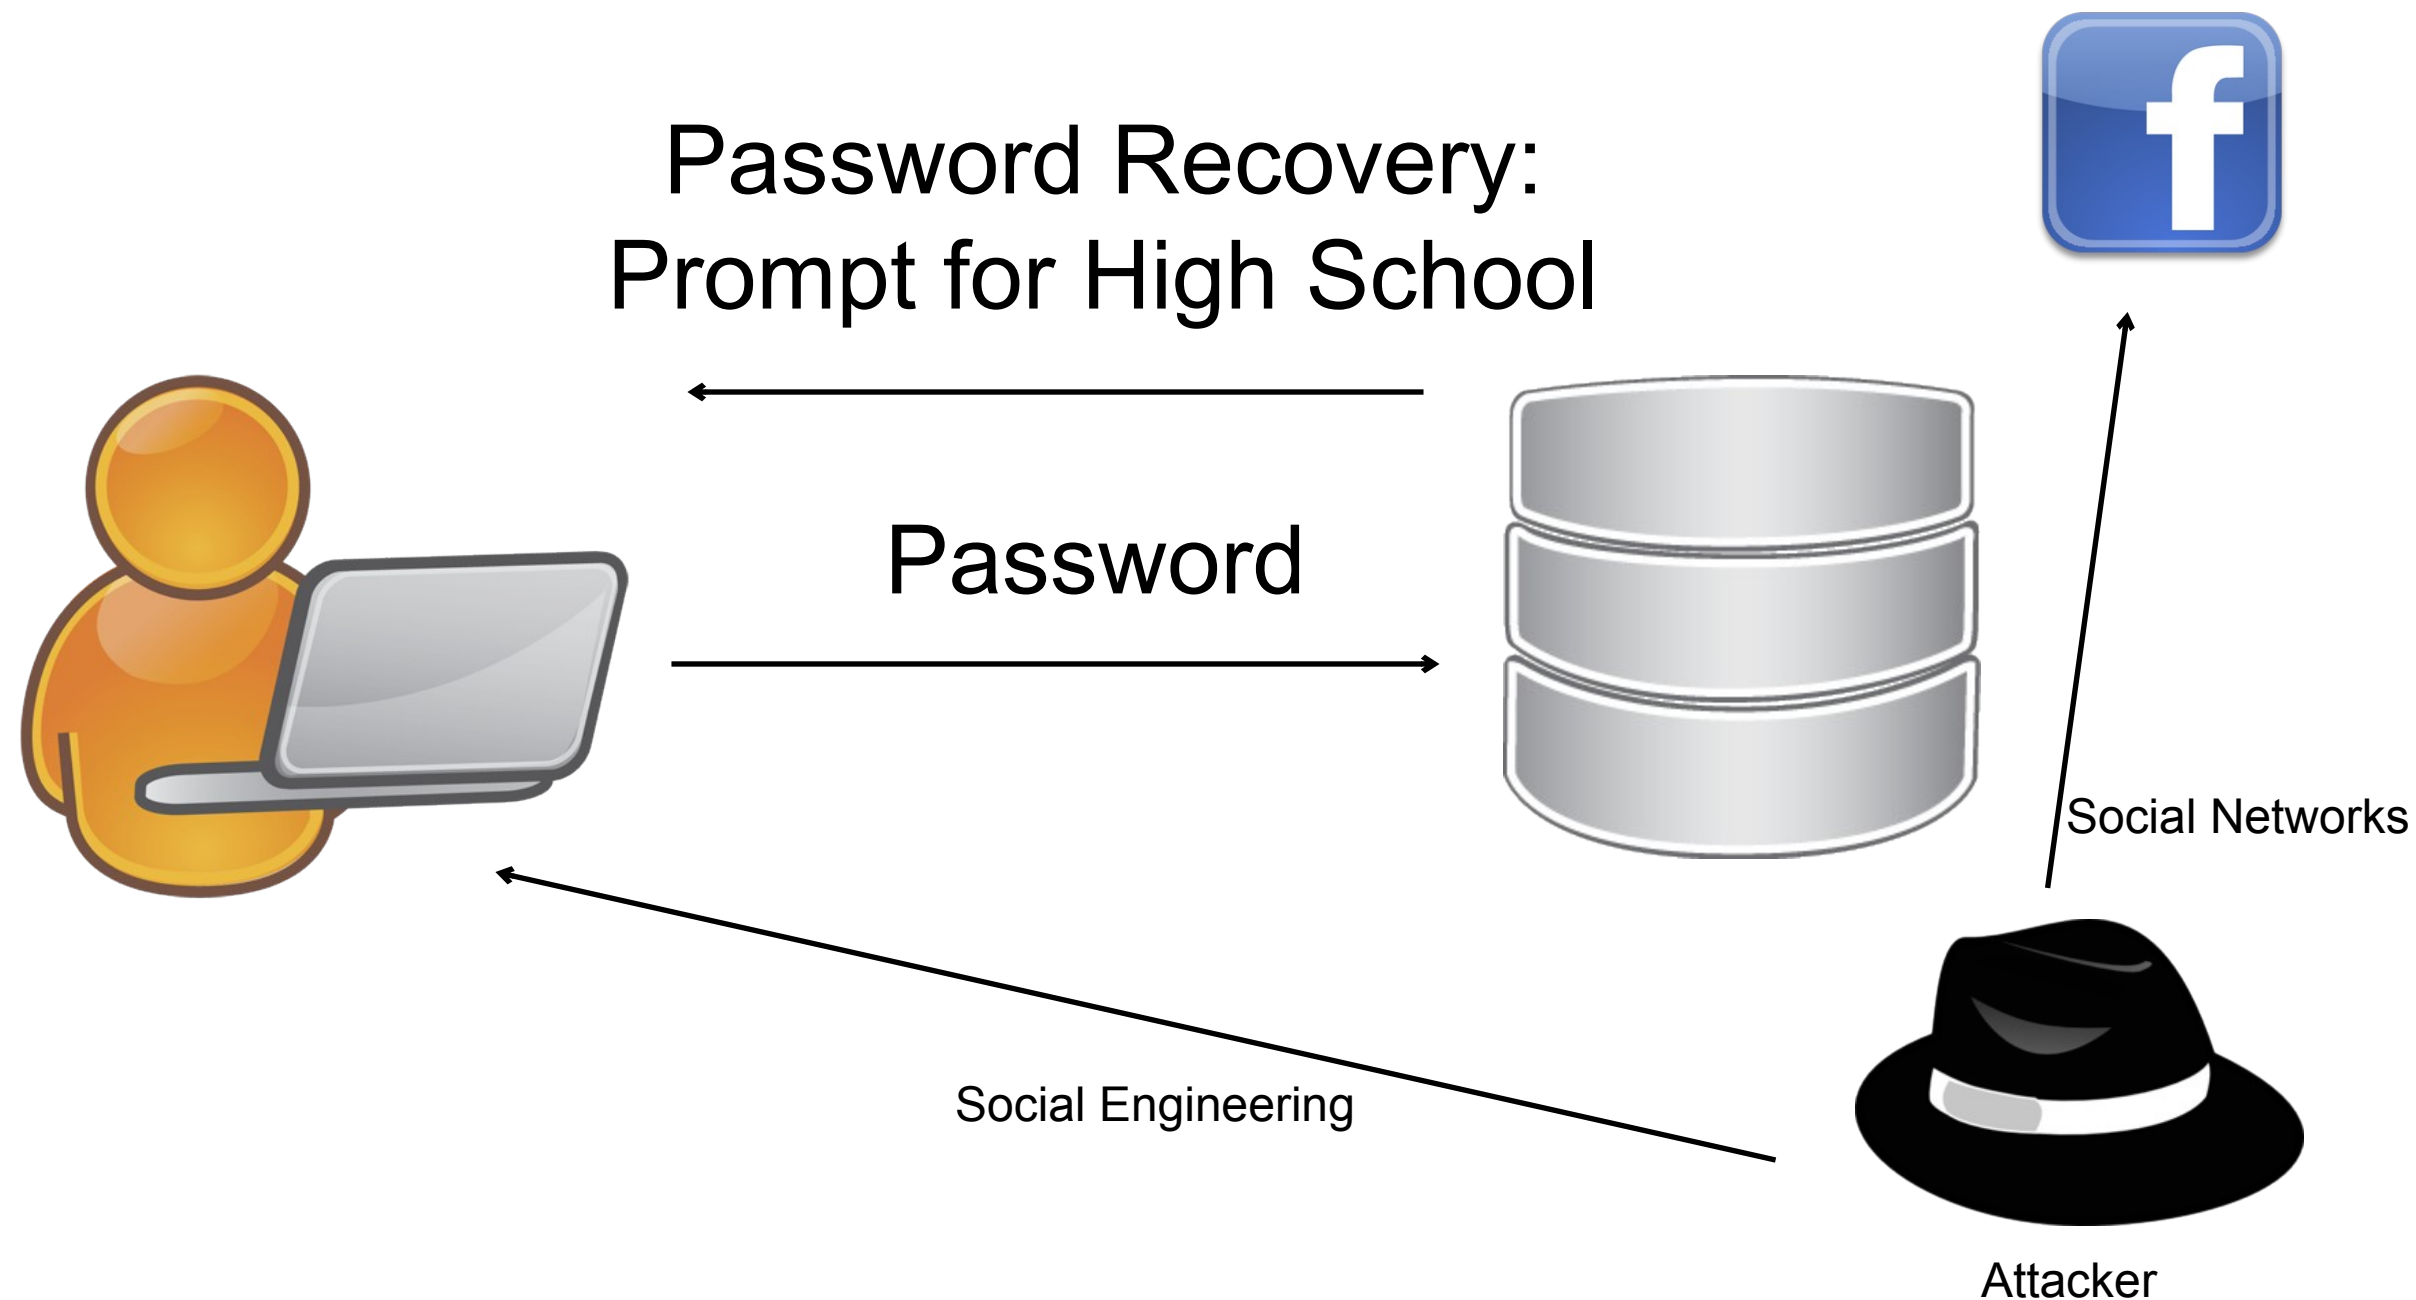 f
Password Recovery:
Prompt for High School
Password
Social Networks
Social Engineering
Attacker